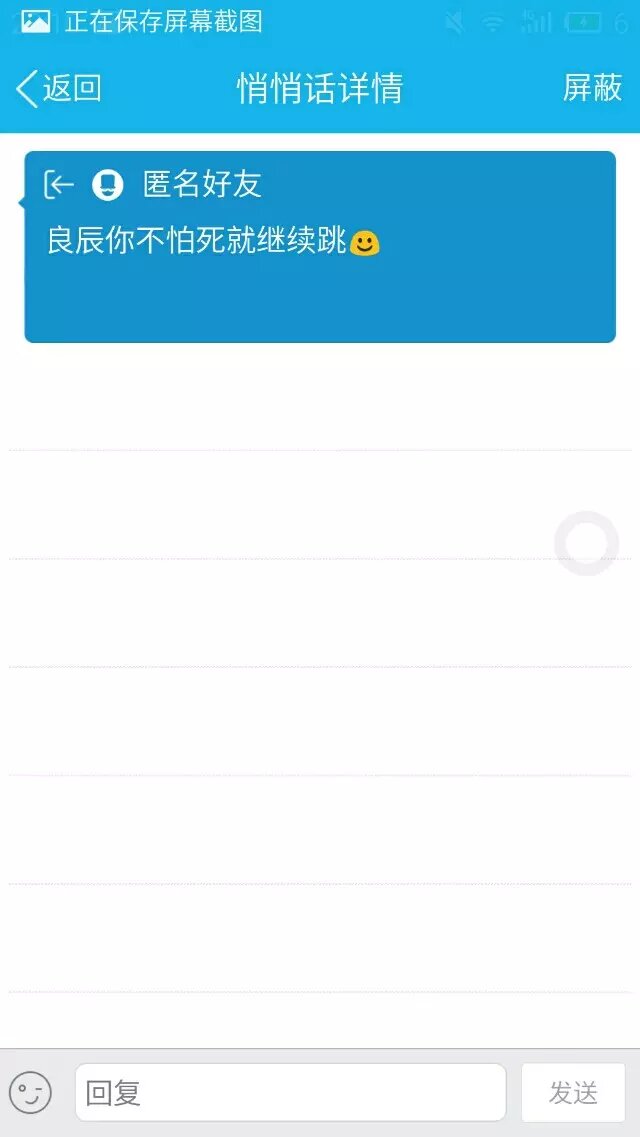 正在保存屏幕截图
返回 悄悄话详情 屏蔽
匿名好友
良辰你不怕死就继续跳
回复 发送